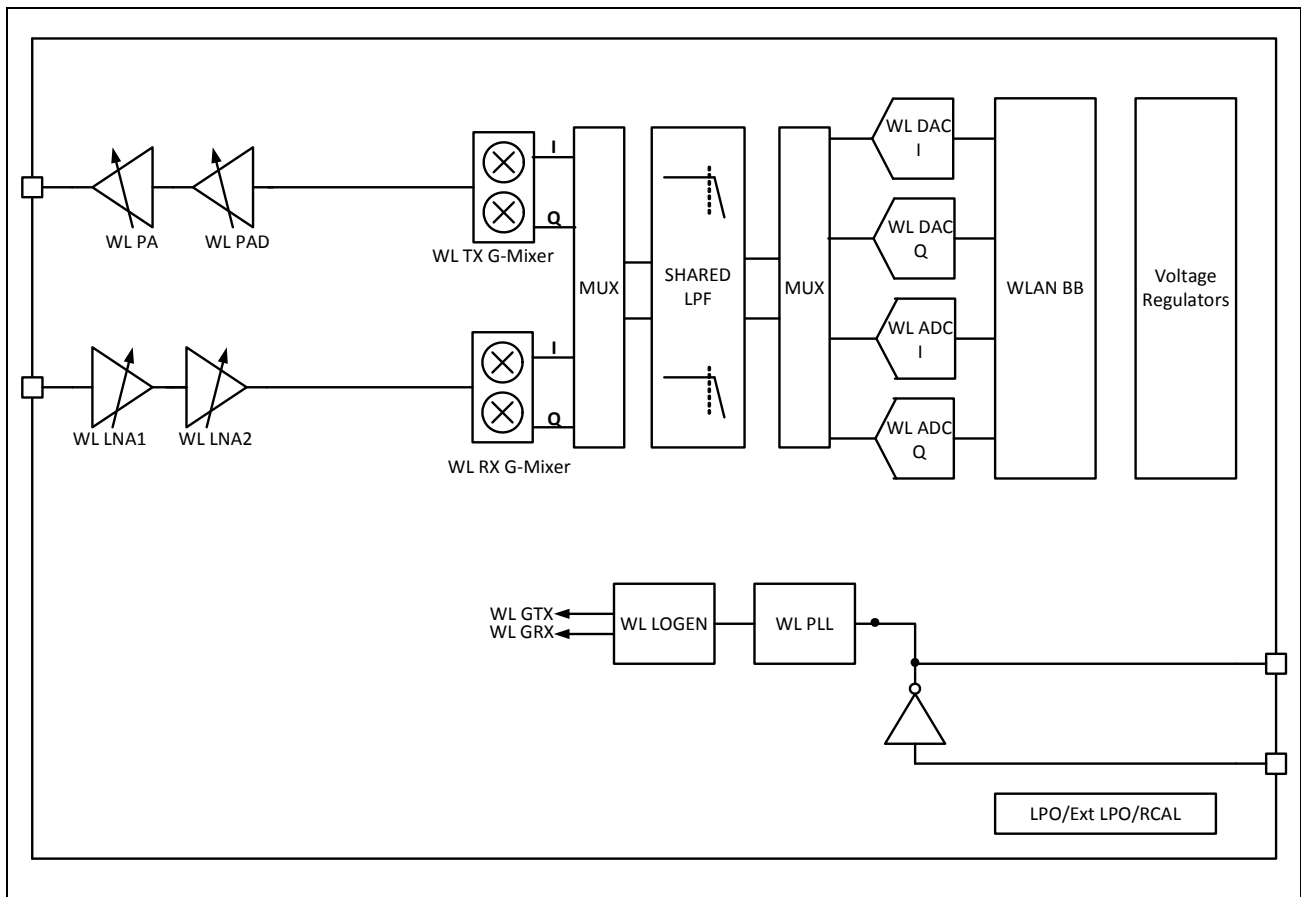 WL DAC
I
I
WL PA
WL PAD
Q
WL TX G-Mixer
WL DAC
Q
MUX
SHARED
LPF
MUX
WLAN BB
Voltage
Regulators
WL ADC
I
I
WL LNA1
WL LNA2
Q
WL RX G-Mixer
WL ADC
Q
WL GTX
WL GRX
WL LOGEN
WL PLL
LPO/Ext LPO/RCAL